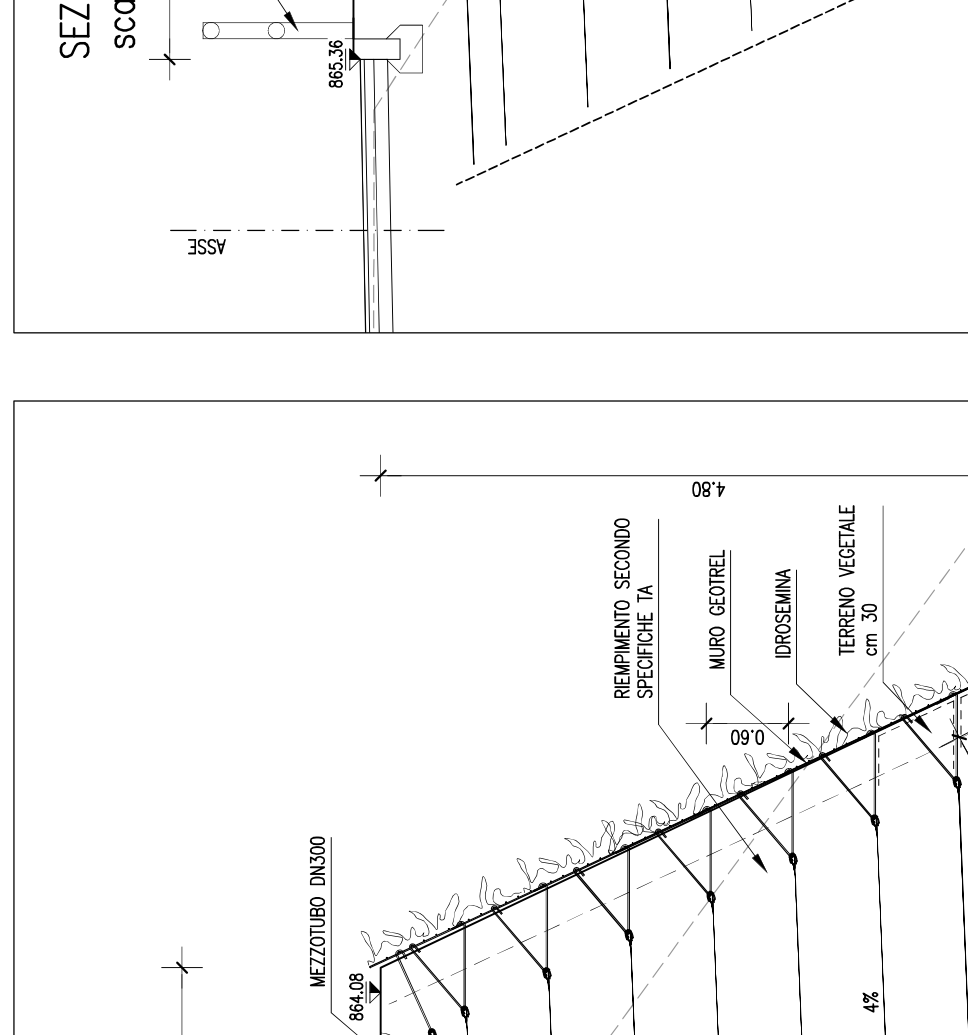 SEZ
sca
865.36
ASSE
4.80
RIEMPIMENTO SECONDO
SPECIFICHE TA
MURO GEOTREL
IDROSEMINA
TERRENO VEGETALE
cm 30
0.60
MEZZOTUBO DN300
864.08
4%